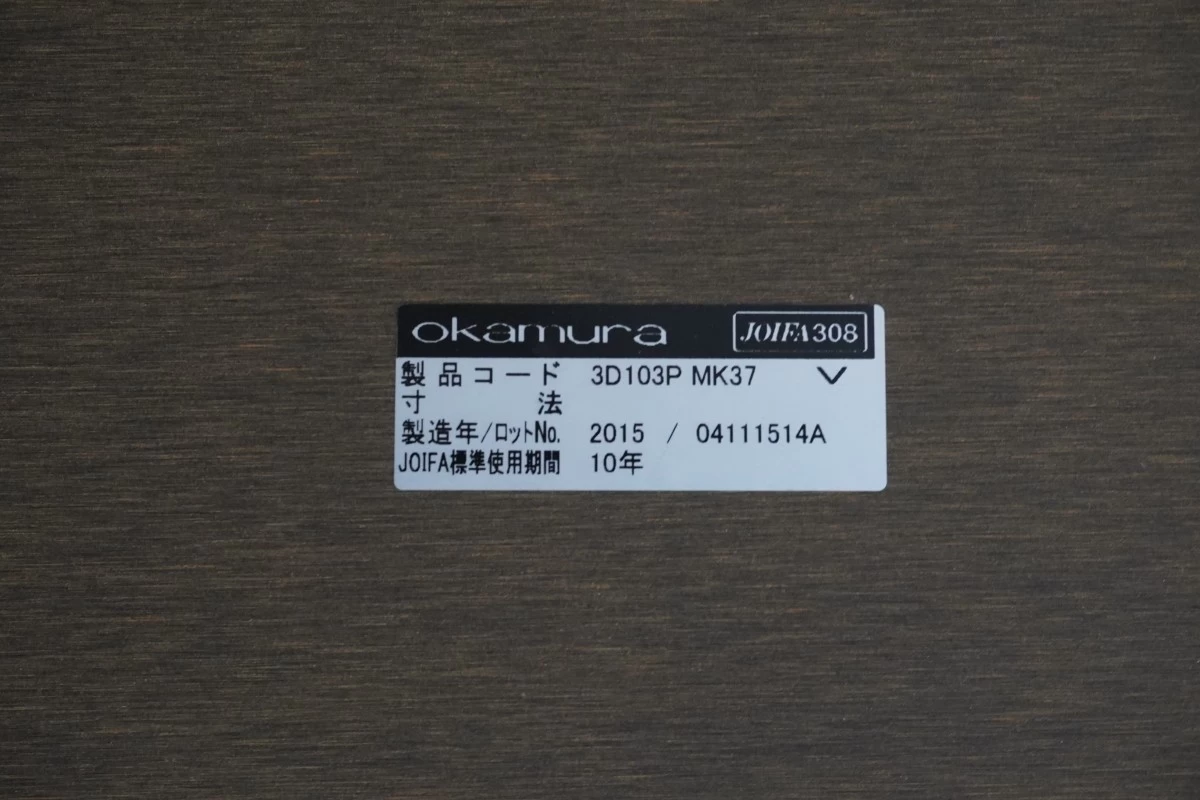 okamura JOIFA308
製品コード 3D103P MK37 V
寸法
製造年/ロットNo. 2015 / 04111514A
JOIFA標準使用期間 10年